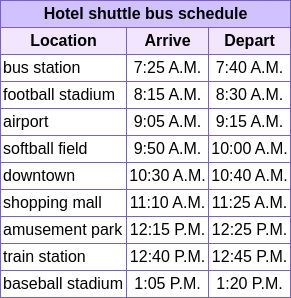 Hotel shuttle bus schedule
Location Arrive Depart
bus station 7:25 A.M. 7:40 A.M.
football stadium 8:15 A.M. 8:30 A.M.
airport 9:05 A.M. 9:15 A.M.
softball field 9:50 A.M. 10:00 A.M.
downtown 10:30 A.M. 10:40 A.M.
shopping mall 11:10 A.M. 11:25 A.M.
amusement park 12:15 P.M. 12:25 P.M.
train station 12:40 P.M. 12:45 P.M.
baseball stadium 1:05 P.M. 1:20 P.M.